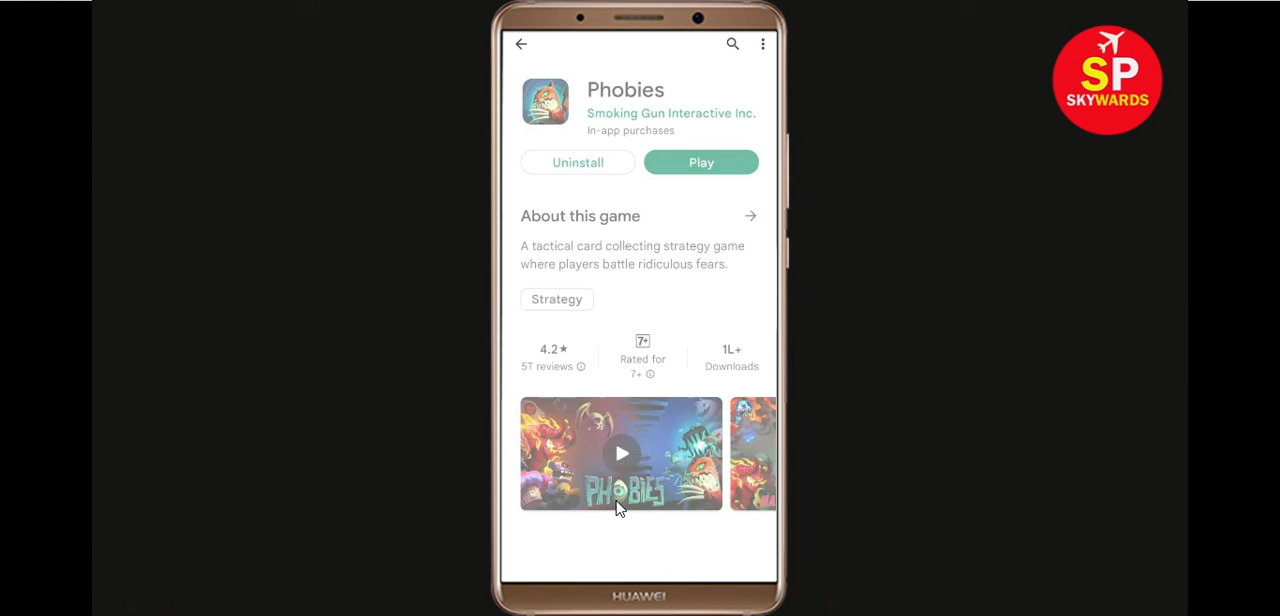 SP
SKYWARDS
Phobies
Smoking Gun Interactive Inc.
In-app purchases
Uninstall
Play
About this game
A tactical card collecting strategy game
where players battle ridiculous fears.
Strategy
4.2★
5T reviews
7+
Rated for
7+
1L+
Downloads
PHOBIES
HUAWEI